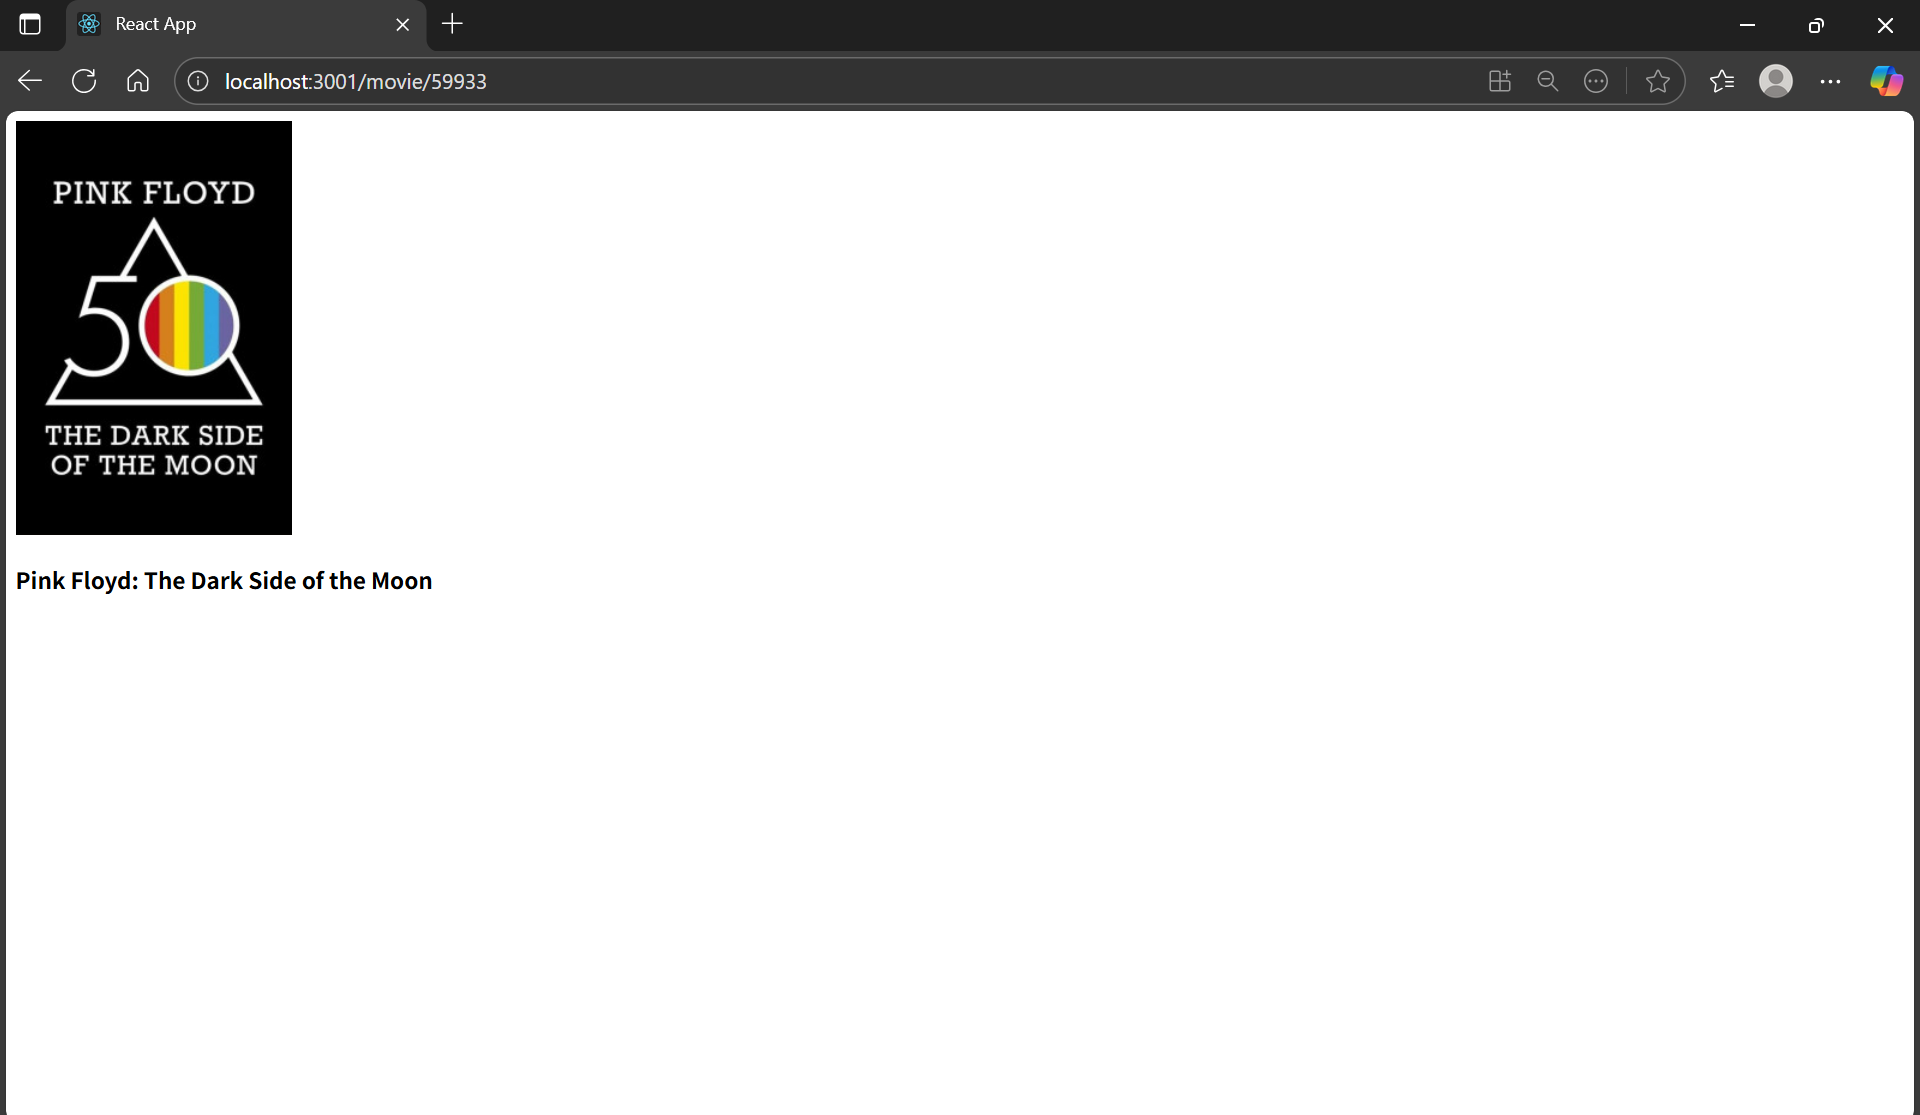 React App
localhost:3001/movie/59933
PINK FLOYD
50
THE DARK SIDE
OF THE MOON
Pink Floyd: The Dark Side of the Moon